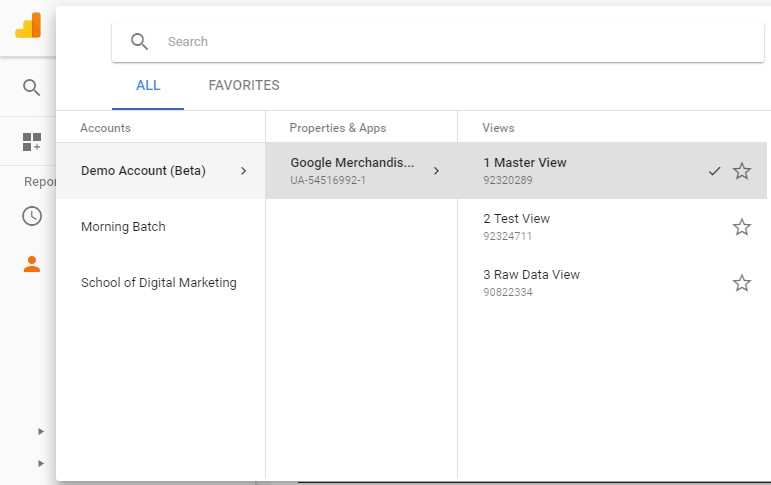 Search
ALL
FAVORITES
Accounts
Properties & Apps
Views
Demo Account (Beta)
Google Merchandis...
UA-54516992-1
1 Master View
92320289
Morning Batch
2 Test View
92324711
School of Digital Marketing
3 Raw Data View
90822334
Repor